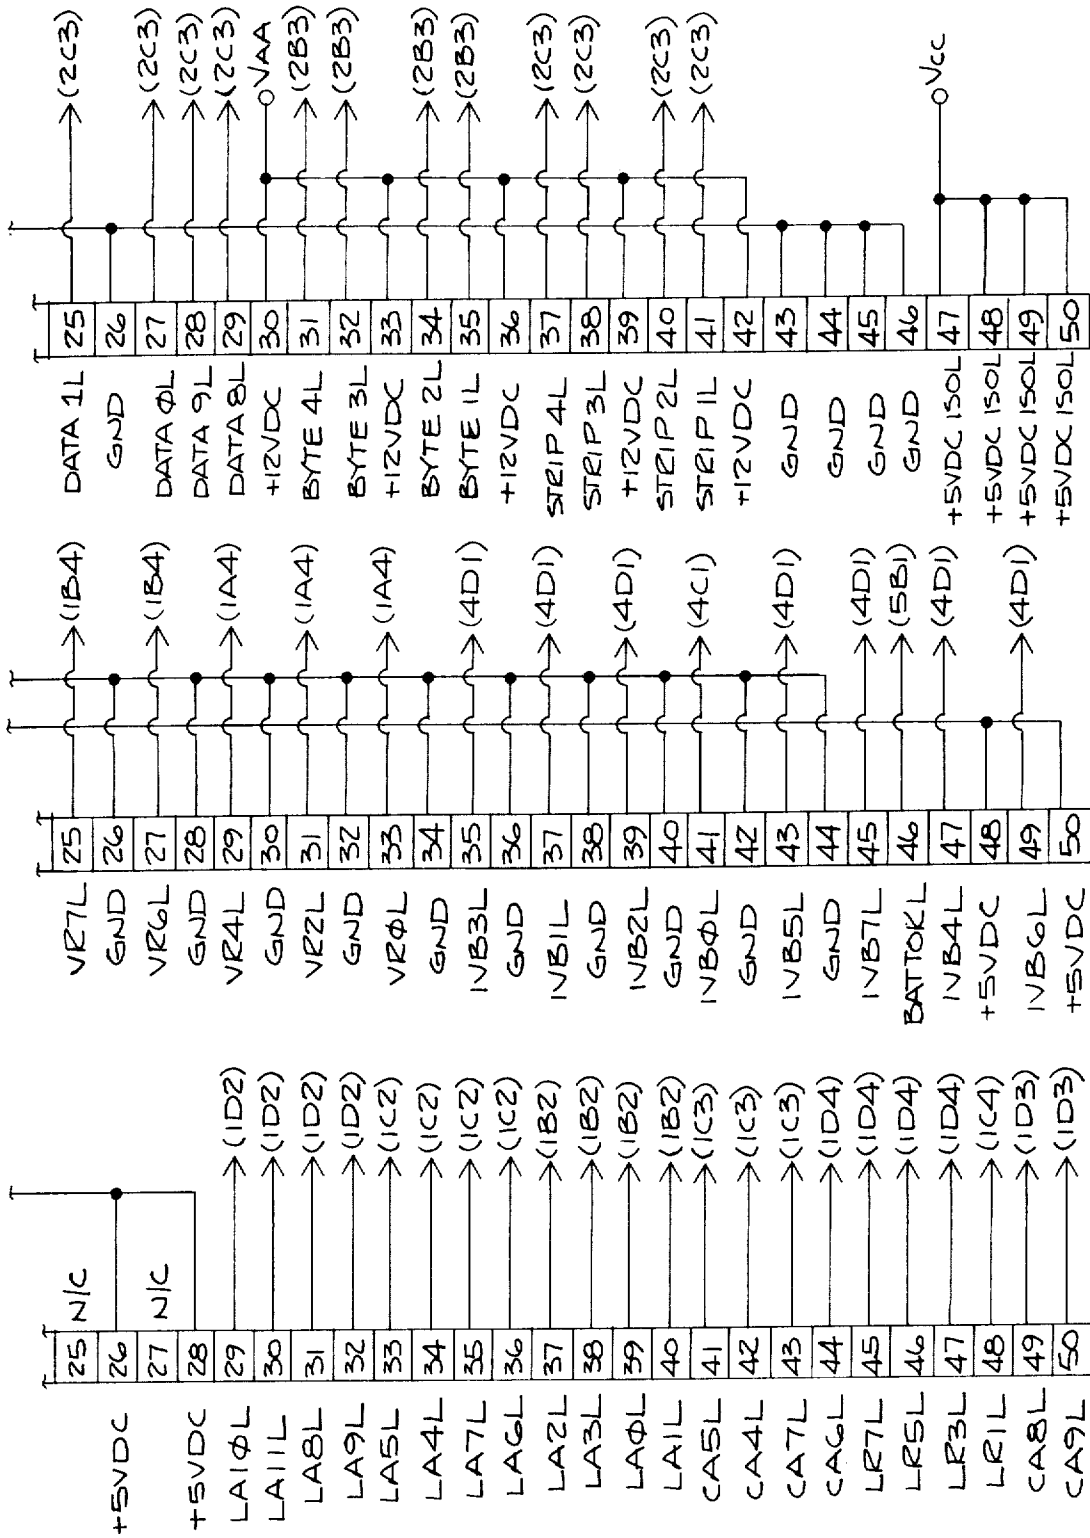 DATA 1L 25 (2C3)
GND 26
DATA ØL 27 (2C3)
DATA 9L 28 (2C3)
DATA 8L 29 (2C3)
+12VDC 30 VAA
BYTE 4L 31 (2B3)
BYTE 3L 32 (2B3)
+12VDC 33
BYTE 2L 34 (2B3)
BYTE 1L 35 (2B3)
+12VDC 36
STRIP 4L 37 (2C3)
STRIP 3L 38 (2C3)
+12VDC 39
STRIP 2L 40 (2C3)
STRIP 1L 41 (2C3)
+12VDC 42
GND 43
GND 44
GND 45
GND 46
+5VDC ISOL 47 Vcc
+5VDC ISOL 48
+5VDC ISOL 49
+5VDC ISOL 50
VR7L 25 (1B4)
GND 26
VR6L 27 (1B4)
GND 28
VR4L 29 (1A4)
GND 30
VR2L 31 (1A4)
GND 32
VRØL 33 (1A4)
GND 34
IVB3L 35 (4D1)
GND 36
IVB1L 37 (4D1)
GND 38
IVB2L 39 (4D1)
GND 40
IVBØL 41 (4C1)
GND 42
IVB5L 43 (4D1)
GND 44
IVB7L 45 (4D1)
BATTOKL 46 (5B1)
IVB4L 47 (4D1)
+5VDC 48
IVB6L 49 (4D1)
+5VDC 50
25 N/C
+5VDC 26
27 N/C
+5VDC 28
LA1ØL 29 (1D2)
LA11L 30 (1D2)
LA8L 31 (1D2)
LA9L 32 (1D2)
LA5L 33 (1C2)
LA4L 34 (1C2)
LA7L 35 (1C2)
LA6L 36 (1C2)
LA2L 37 (1B2)
LA3L 38 (1B2)
LAØL 39 (1B2)
LA1L 40 (1B2)
CA5L 41 (1C3)
CA4L 42 (1C3)
CA7L 43 (1C3)
CA6L 44 (1D4)
LR7L 45 (1D4)
LR5L 46 (1D4)
LR3L 47 (1D4)
LR1L 48 (1C4)
CA8L 49 (1D3)
CA9L 50 (1D3)